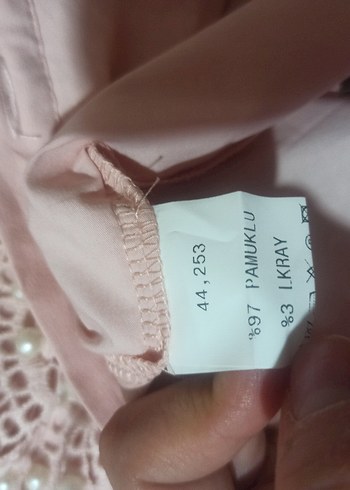 44,253
%97 PAMUKLU
%3 I.KRAY